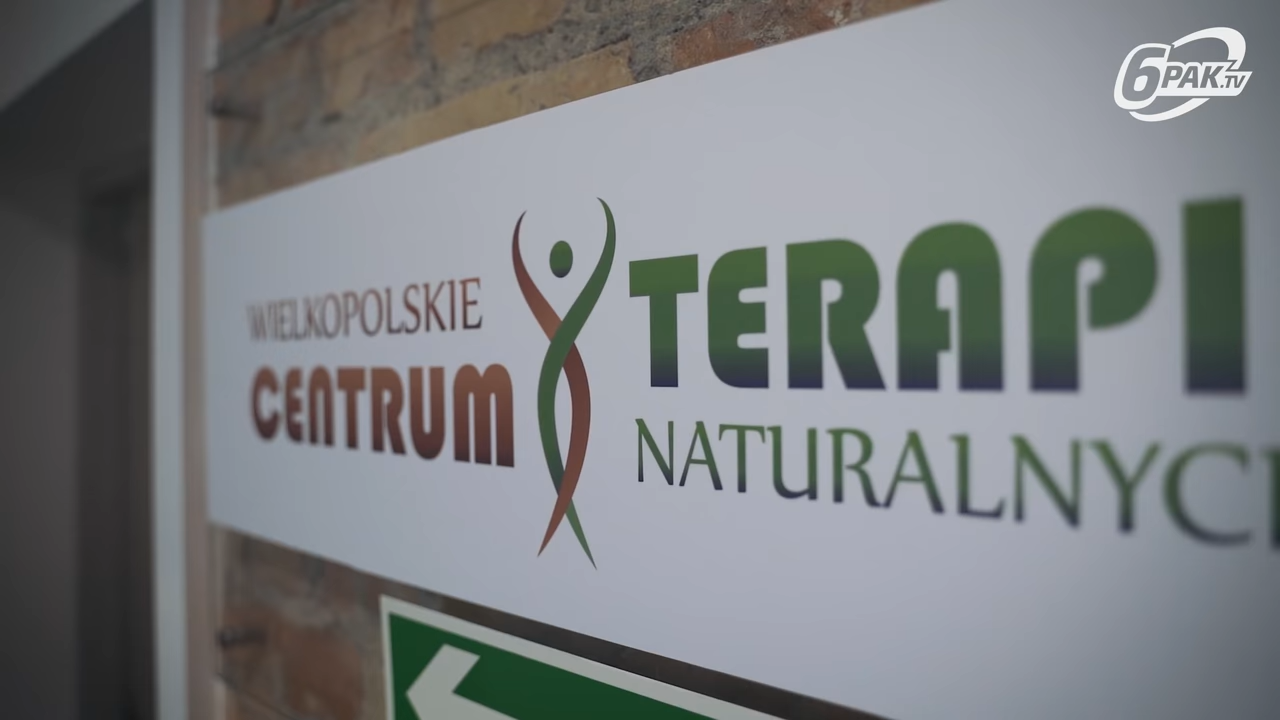 6PAK.TV
WIELKOPOLSKIE
CENTRUM
TERAPI
NATURALNYC